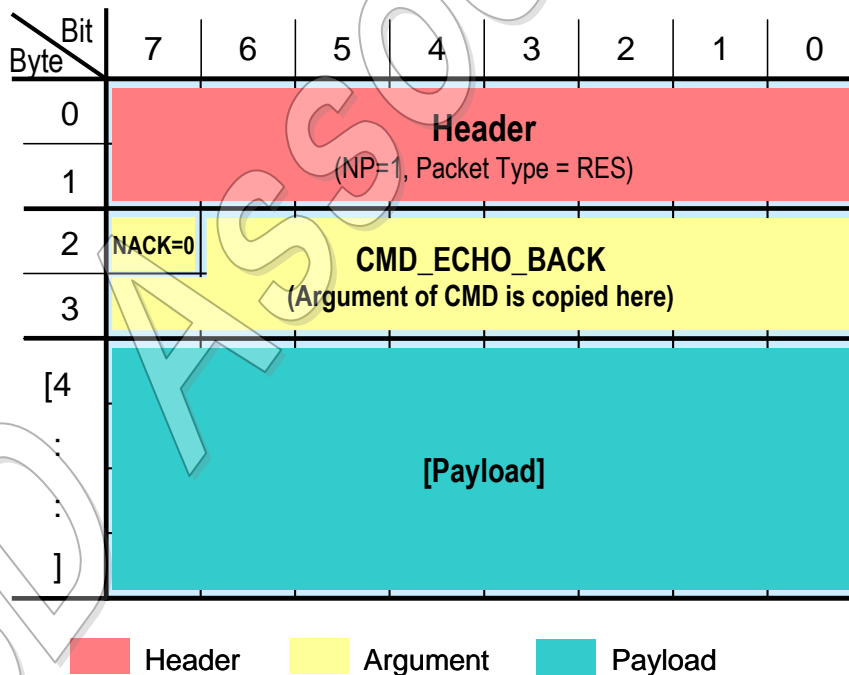 Bit
Byte
7 6 5 4 3 2 1 0
0
Header
(NP=1, Packet Type = RES)
1
2
NACK=0
CMD_ECHO_BACK
3
(Argument of CMD is copied here)
[4
:
[Payload]
:
]
Header Argument Payload